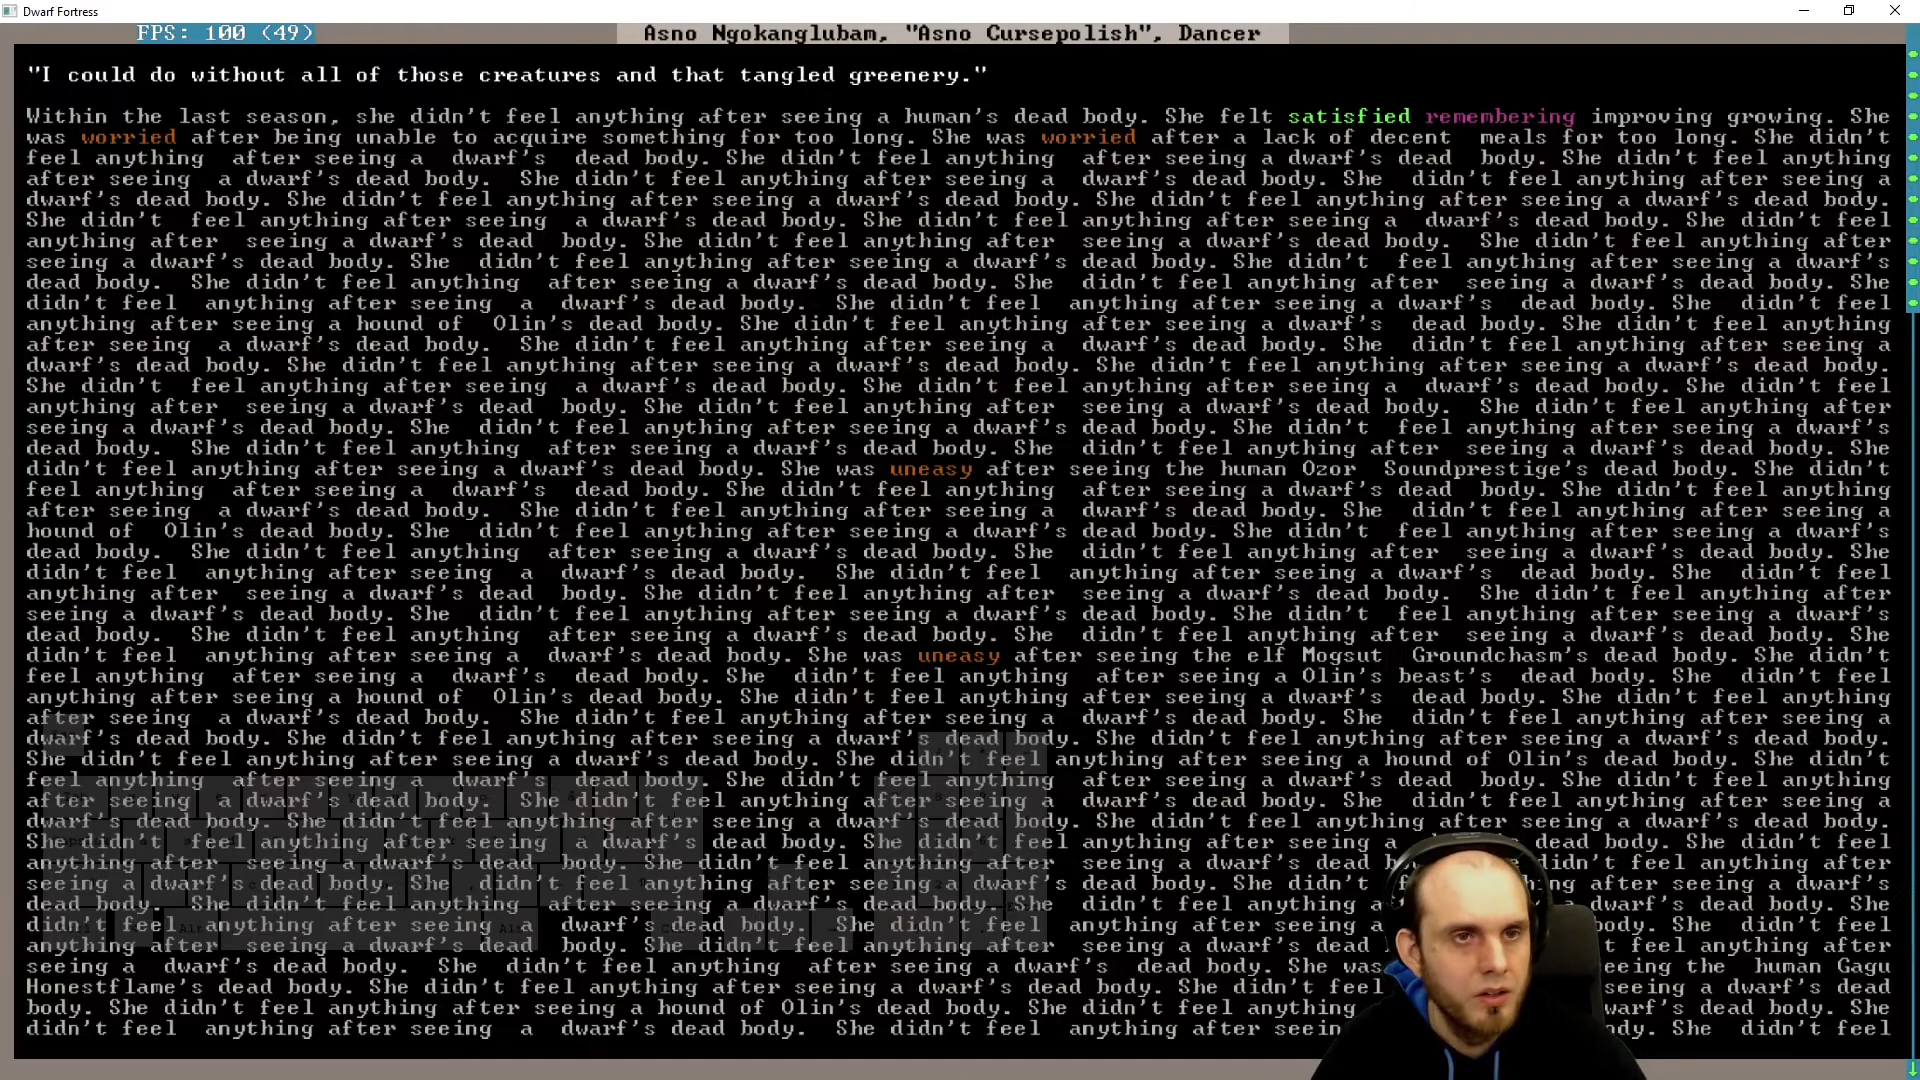 Dwarf Fortress
FPS: 100 (49)
Asno Ngokanglubam, "Asno Cursepolish", Dancer
"I could do without all of those creatures and that tangled greenery."
Within the last season, she didn't feel anything after seeing a human's dead body. She felt satisfied remembering improving growing. She
was worried after being unable to acquire something for too long. She was worried after a lack of decent meals for too long. She didn't
feel anything after seeing a dwarf's dead body. She didn't feel anything after seeing a dwarf's dead body. She didn't feel anything
after seeing a dwarf's dead body. She didn't feel anything after seeing a dwarf's dead body. She didn't feel anything after seeing a
dwarf's dead body. She didn't feel anything after seeing a dwarf's dead body. She didn't feel anything after seeing a dwarf's dead body.
She didn't feel anything after seeing a dwarf's dead body. She didn't feel anything after seeing a dwarf's dead body. She didn't feel
anything after seeing a dwarf's dead body. She didn't feel anything after seeing a dwarf's dead body. She didn't feel anything after
seeing a dwarf's dead body. She didn't feel anything after seeing a dwarf's dead body. She didn't feel anything after seeing a dwarf's
dead body. She didn't feel anything after seeing a dwarf's dead body. She didn't feel anything after seeing a dwarf's dead body. She
didn't feel anything after seeing a dwarf's dead body. She didn't feel anything after seeing a dwarf's dead body. She didn't feel
anything after seeing a hound of Olin's dead body. She didn't feel anything after seeing a dwarf's dead body. She didn't feel anything
after seeing a dwarf's dead body. She didn't feel anything after seeing a dwarf's dead body. She didn't feel anything after seeing a
dwarf's dead body. She didn't feel anything after seeing a dwarf's dead body. She didn't feel anything after seeing a dwarf's dead body.
She didn't feel anything after seeing a dwarf's dead body. She didn't feel anything after seeing a dwarf's dead body. She didn't feel
anything after seeing a dwarf's dead body. She didn't feel anything after seeing a dwarf's dead body. She didn't feel anything after
seeing a dwarf's dead body. She didn't feel anything after seeing a dwarf's dead body. She didn't feel anything after seeing a dwarf's
dead body. She didn't feel anything after seeing a dwarf's dead body. She didn't feel anything after seeing a dwarf's dead body. She
didn't feel anything after seeing a dwarf's dead body. She was uneasy after seeing the human Ozor Soundprestige's dead body. She didn't
feel anything after seeing a dwarf's dead body. She didn't feel anything after seeing a dwarf's dead body. She didn't feel anything
after seeing a dwarf's dead body. She didn't feel anything after seeing a dwarf's dead body. She didn't feel anything after seeing a
hound of Olin's dead body. She didn't feel anything after seeing a dwarf's dead body. She didn't feel anything after seeing a dwarf's
dead body. She didn't feel anything after seeing a dwarf's dead body. She didn't feel anything after seeing a dwarf's dead body. She
didn't feel anything after seeing a dwarf's dead body. She didn't feel anything after seeing a dwarf's dead body. She didn't feel
anything after seeing a dwarf's dead body. She didn't feel anything after seeing a dwarf's dead body. She didn't feel anything after
seeing a dwarf's dead body. She didn't feel anything after seeing a dwarf's dead body. She didn't feel anything after seeing a dwarf's
dead body. She didn't feel anything after seeing a dwarf's dead body. She didn't feel anything after seeing a dwarf's dead body. She
didn't feel anything after seeing a dwarf's dead body. She was uneasy after seeing the elf Mogsut Groundchasm's dead body. She didn't
feel anything after seeing a dwarf's dead body. She didn't feel anything after seeing a Olin's beast's dead body. She didn't feel
anything after seeing a hound of Olin's dead body. She didn't feel anything after seeing a dwarf's dead body. She didn't feel anything
after seeing a dwarf's dead body. She didn't feel anything after seeing a dwarf's dead body. She didn't feel anything after seeing a
dwarf's dead body. She didn't feel anything after seeing a dwarf's dead body. She didn't feel anything after seeing a dwarf's dead body.
She didn't feel anything after seeing a dwarf's dead body. She didn't feel anything after seeing a hound of Olin's dead body. She didn't
feel anything after seeing a dwarf's dead body. She didn't feel anything after seeing a dwarf's dead body. She didn't feel anything
after seeing a dwarf's dead body. She didn't feel anything after seeing a dwarf's dead body. She didn't feel anything after seeing a
dwarf's dead body. She didn't feel anything after seeing a dwarf's dead body. She didn't feel anything after seeing a dwarf's dead body.
She didn't feel anything after seeing a dwarf's dead body. She didn't feel anything after seeing a dead body. She didn't feel
anything after seeing a dwarf's dead body. She didn't feel anything after seeing a dwarf's dead didn't feel anything after
seeing a dwarf's dead body. She didn't feel anything after seeing a dwarf's dead body. She didn't after seeing a dwarf's
dead body. She didn't feel anything after seeing a dwarf's dead body. She didn't feel anything after seeing a dwarf's dead body. She
didn't feel anything after seeing a dwarf's dead body. She didn't feel anything after seeing a dwarf's dead body. She didn't feel
anything after seeing a dwarf's dead body. She didn't feel anything after seeing a dwarf's dead feel anything after
seeing a dwarf's dead body. She didn't feel anything after seeing a dwarf's dead body. She was the human Gagu
Honestflame's dead body. She didn't feel anything after seeing a dwarf's dead body. She didn't feel seeing a dwarf's dead
body. She didn't feel anything after seeing a hound of Olin's dead body. She didn't feel anything dwarf's dead body. She
didn't feel anything after seeing a dwarf's dead body. She didn't feel anything after body. She didn't feel